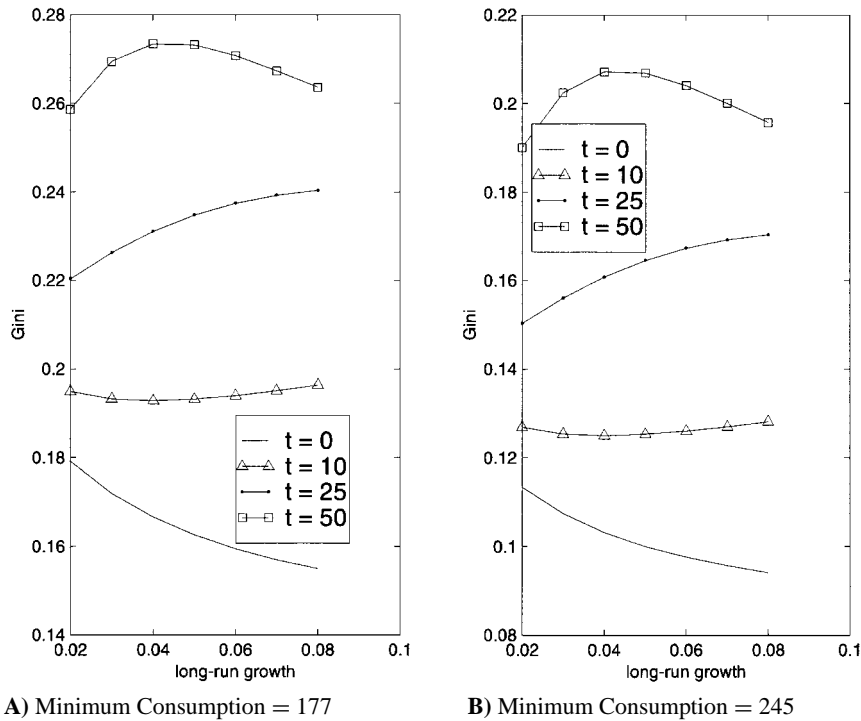 0.28
0.26
0.24
0.22
0.2
0.18
0.16
0.14
Gini
t = 0
t = 10
t = 25
t = 50
0.02 0.04 0.06 0.08 0.1
long-run growth
A) Minimum Consumption = 177
0.22
0.2
0.18
0.16
0.14
0.12
0.1
0.08
Gini
t = 0
t = 10
t = 25
t = 50
0.02 0.04 0.06 0.08 0.1
long-run growth
B) Minimum Consumption = 245